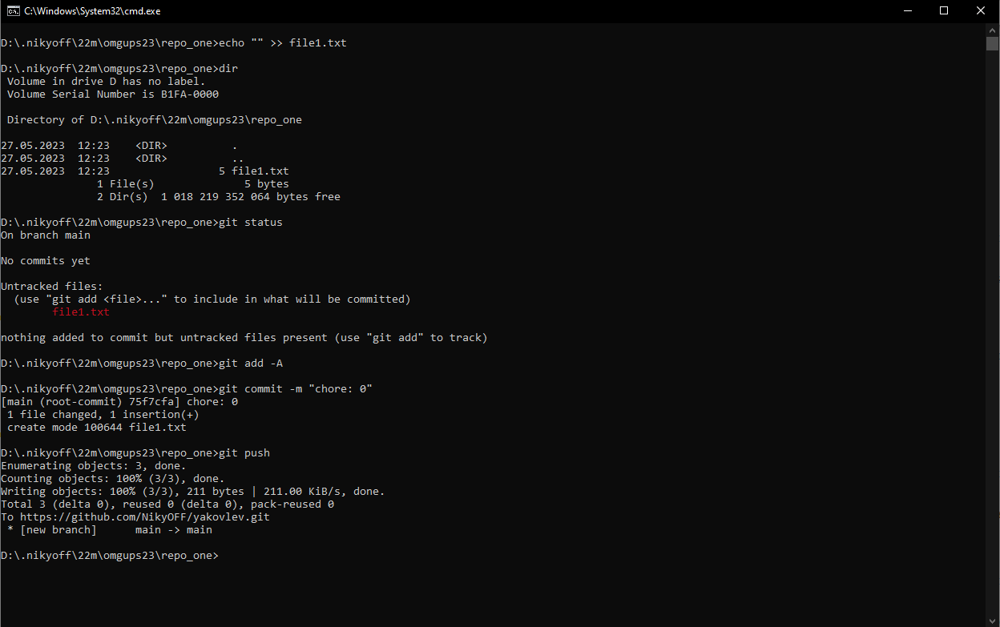 C:\Windows\System32\cmd.exe
D:\.nikyoff\22m\omgups23\repo_one>echo "" >> file1.txt
D:\.nikyoff\22m\omgups23\repo_one>dir
Volume in drive D has no label.
Volume Serial Number is B1FA-0000
Directory of D:\.nikyoff\22m\omgups23\repo_one
27.05.2023  12:23    <DIR>          .
27.05.2023  12:23    <DIR>          ..
27.05.2023  12:23                 5 file1.txt
1 File(s)              5 bytes
2 Dir(s)  1 018 219 352 064 bytes free
D:\.nikyoff\22m\omgups23\repo_one>git status
On branch main
No commits yet
Untracked files:
(use "git add <file>..." to include in what will be committed)
file1.txt
nothing added to commit but untracked files present (use "git add" to track)
D:\.nikyoff\22m\omgups23\repo_one>git add -A
D:\.nikyoff\22m\omgups23\repo_one>git commit -m "chore: 0"
[main (root-commit) 75f7cfa] chore: 0
1 file changed, 1 insertion(+)
create mode 100644 file1.txt
D:\.nikyoff\22m\omgups23\repo_one>git push
Enumerating objects: 3, done.
Counting objects: 100% (3/3), done.
Writing objects: 100% (3/3), 211 bytes | 211.00 KiB/s, done.
Total 3 (delta 0), reused 0 (delta 0), pack-reused 0
To https://github.com/NikyOFF/yakovlev.git
* [new branch]      main -> main
D:\.nikyoff\22m\omgups23\repo_one>